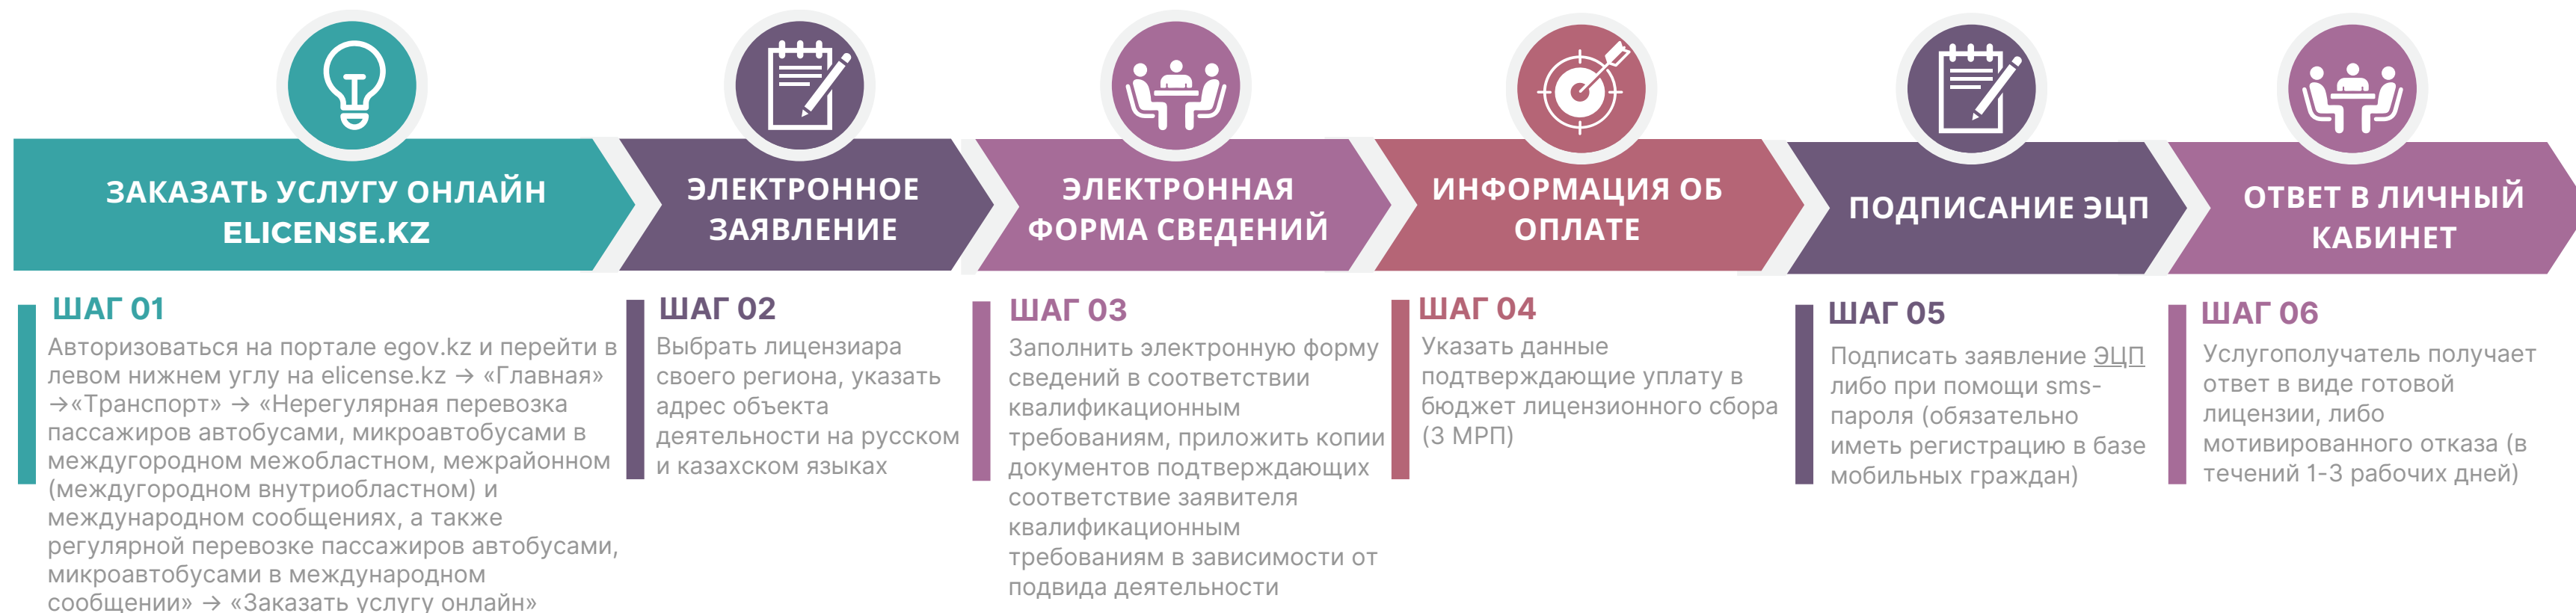 ЗАКАЗАТЬ УСЛУГУ ОНЛАЙН
ELICENSE.KZ
ЭЛЕКТРОННОЕ
ЗАЯВЛЕНИЕ
ЭЛЕКТРОННАЯ
ФОРМА СВЕДЕНИЙ
ИНФОРМАЦИЯ ОБ
ОПЛАТЕ
ПОДПИСАНИЕ ЭЦП
ОТВЕТ В ЛИЧНЫЙ
КАБИНЕТ
ШАГ 01
Авторизоваться на портале egov.kz и перейти в
левом нижнем углу на elicense.kz → «Главная»
→«Транспорт» → «Нерегулярная перевозка
пассажиров автобусами, микроавтобусами в
междугородном межобластном, межрайонном
(междугородном внутриобластном) и
международном сообщениях, а также
регулярной перевозке пассажиров автобусами,
микроавтобусами в международном
сообщении» → «Заказать услугу онлайн»
ШАГ 02
Выбрать лицензиара
своего региона, указать
адрес объекта
деятельности на русском
и казахском языках
ШАГ 03
Заполнить электронную форму
сведений в соответствии
квалификационным
требованиям, приложить копии
документов подтверждающих
соответствие заявителя
квалификационным
требованиям в зависимости от
подвида деятельности
ШАГ 04
Указать данные
подтверждающие уплату в
бюджет лицензионного сбора
(3 МРП)
ШАГ 05
Подписать заявление ЭЦП
либо при помощи sms-
пароля (обязательно
иметь регистрацию в базе
мобильных граждан)
ШАГ 06
Услугополучатель получает
ответ в виде готовой
лицензии, либо
мотивированного отказа (в
течений 1-3 рабочих дней)